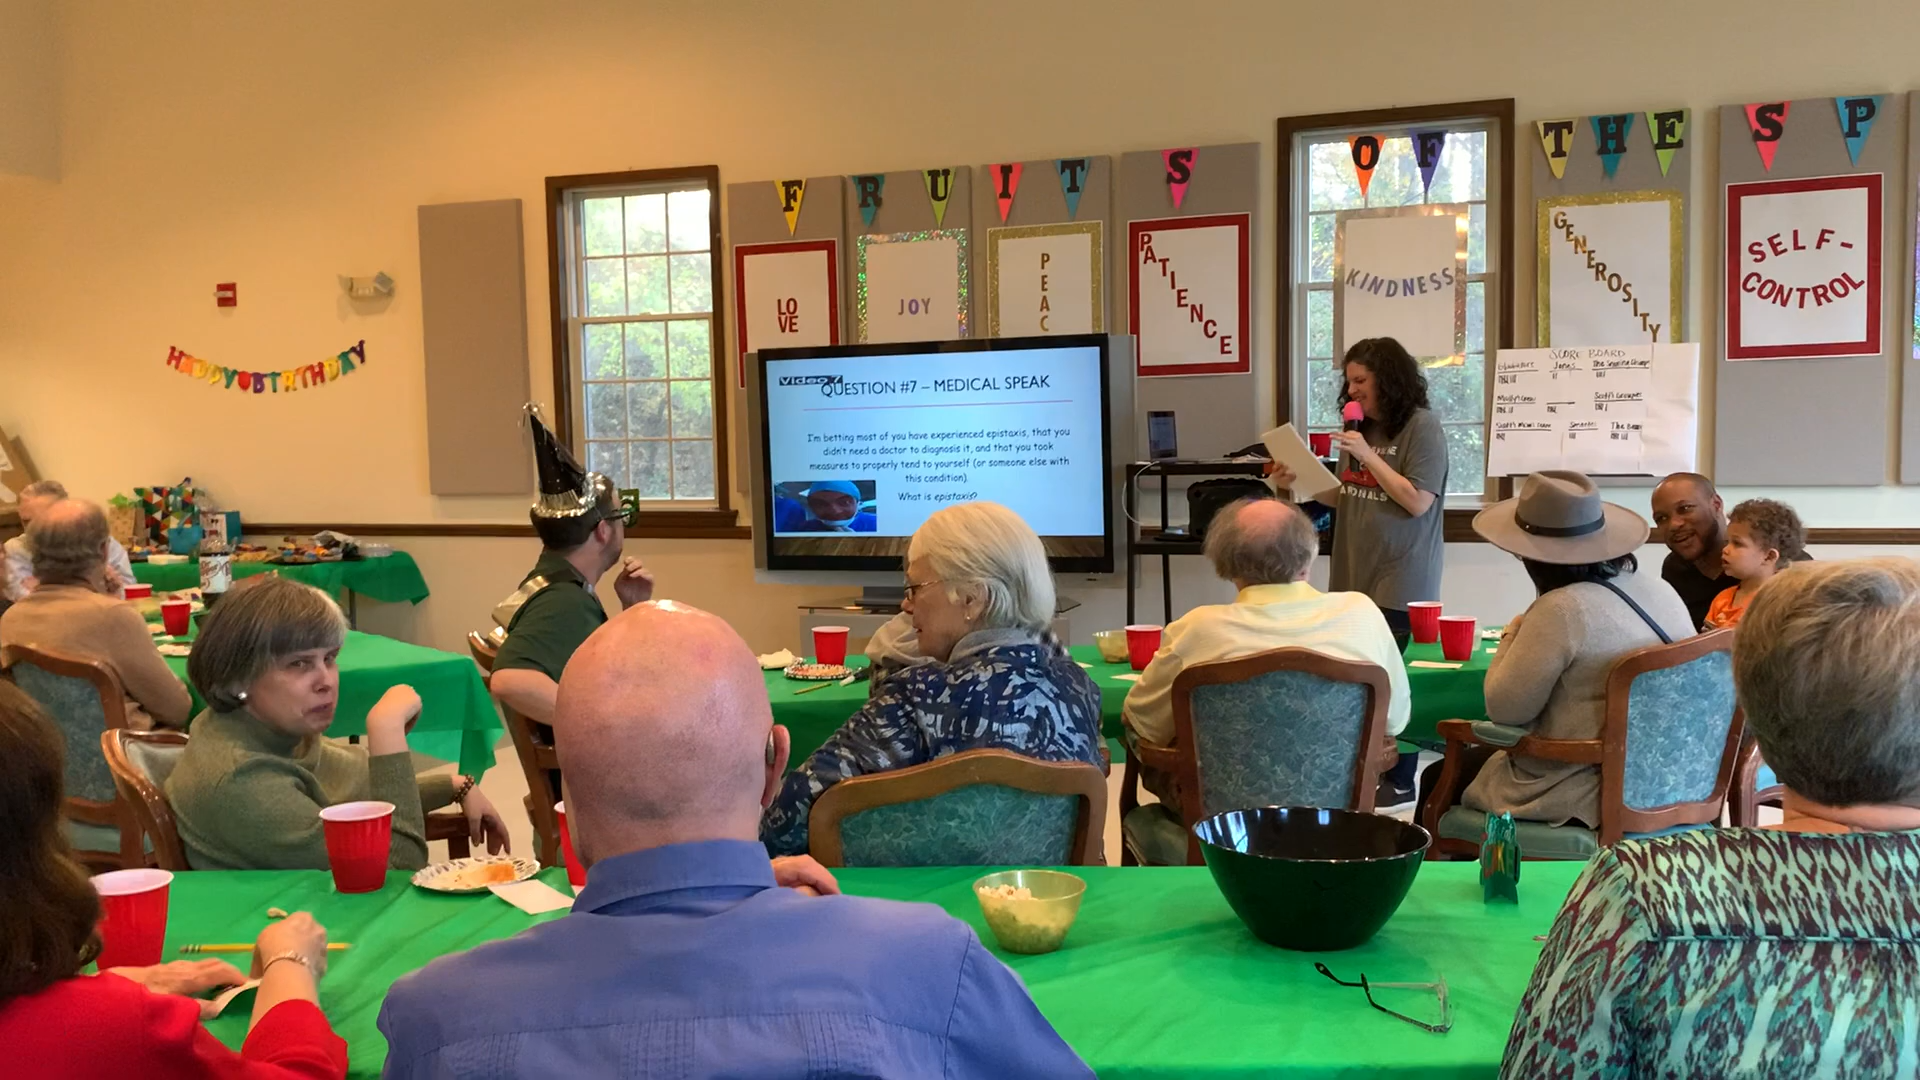 FRUITS OF THE SP
LOVE
JOY
PEAC
PATIENCE
KINDNESS
GENEROSITY
SELF-
CONTROL
HAPPY BIRTHDAY
Video 7
QUESTION #7 – MEDICAL SPEAK
I'm betting most of you have experienced epistaxis, that you
didn't need a doctor to diagnosis it, and that you took
measures to properly tend to yourself (or someone else with
this condition).
What is epistaxis?
SCORE BOARD